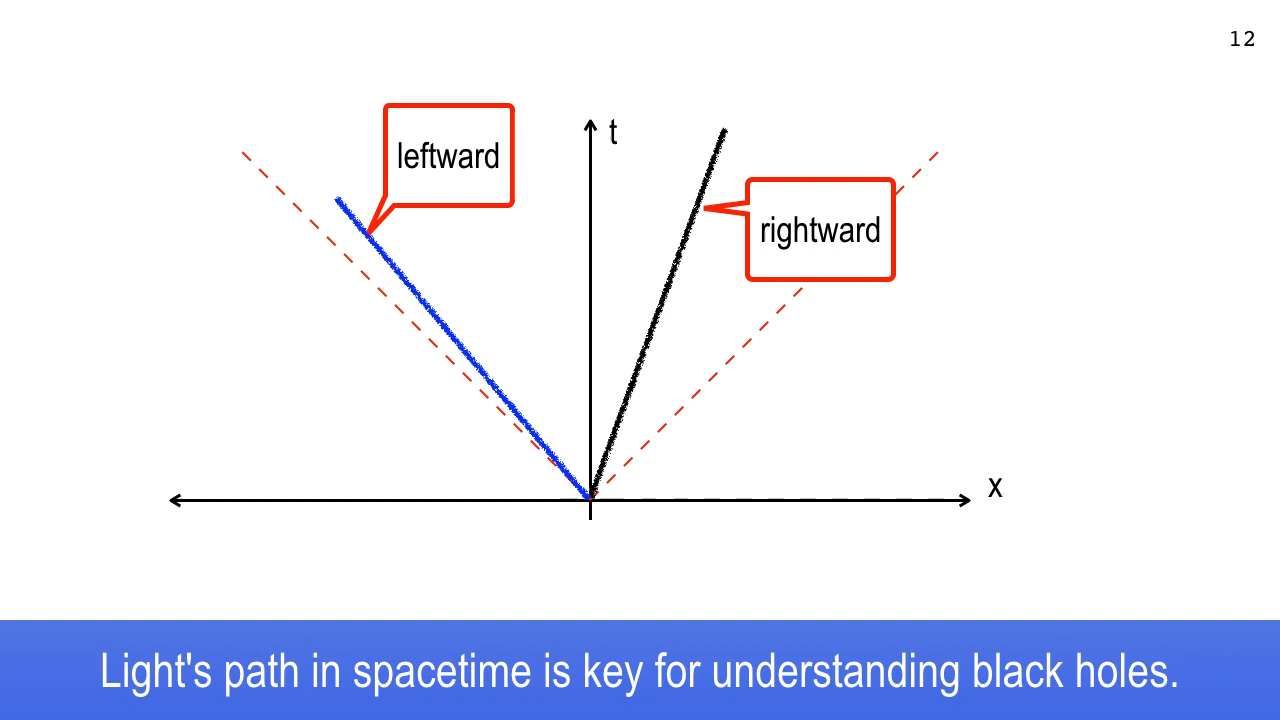 12
t
leftward
rightward
x
Light's path in spacetime is key for understanding black holes.